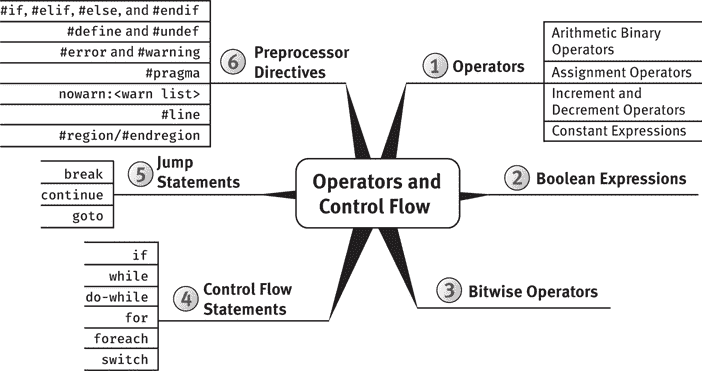 Operators and
Control Flow
1 Operators
Arithmetic Binary
Operators
Assignment Operators
Increment and
Decrement Operators
Constant Expressions
2 Boolean Expressions
3 Bitwise Operators
4 Control Flow
Statements
if
while
do-while
for
foreach
switch
5 Jump
Statements
break
continue
goto
6 Preprocessor
Directives
#if, #elif, #else, and #endif
#define and #undef
#error and #warning
#pragma
nowarn:<warn list>
#line
#region/#endregion